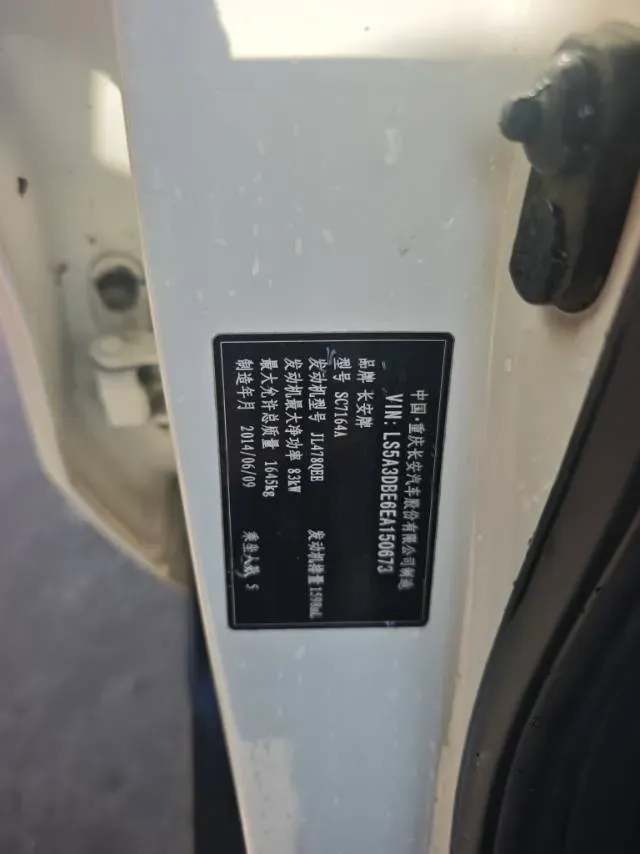 中国·重庆长安汽车股份有限公司制造
VIN: LS5A3DBE6EA150673
品牌 长安牌
型号 SC7164A
发动机型号 JL478QEE 发动机排量 1598mL
发动机最大净功率 83kW
最大允许总质量 1645kg
制造年月 2014/06/09 乘坐人数 5